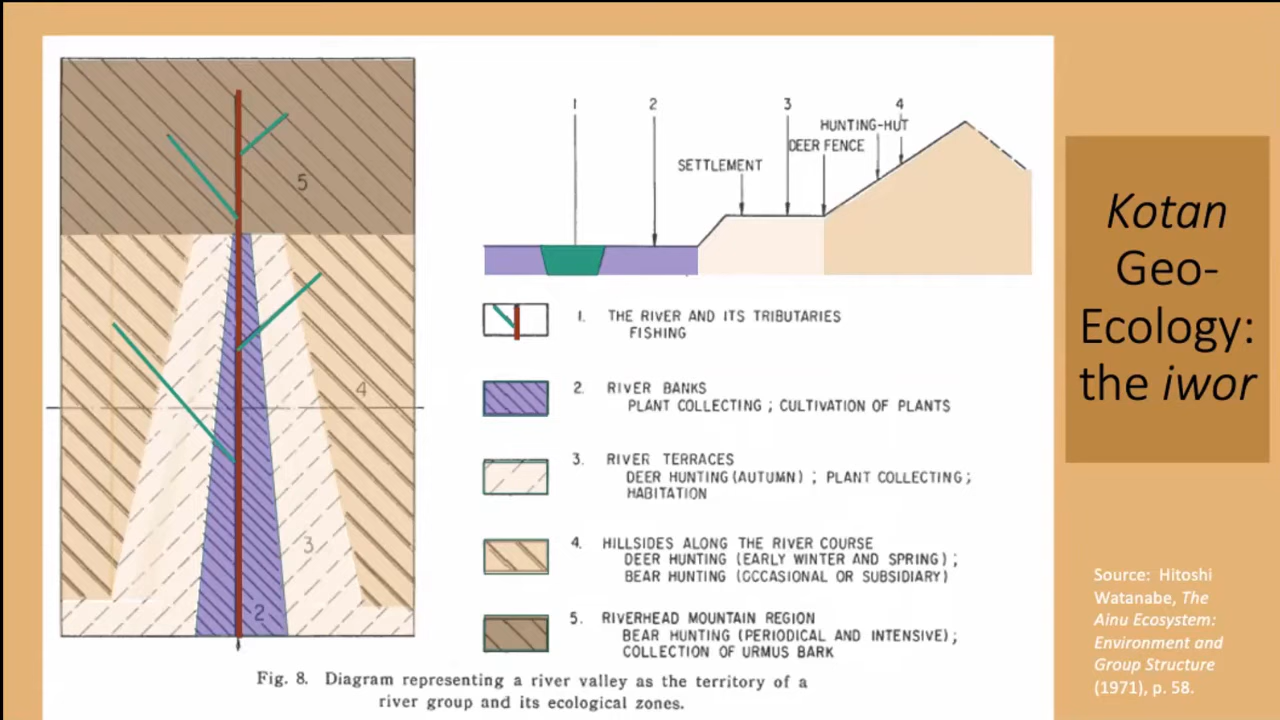 5
4
3
2
1
2
3
4
HUNTING-HUT
DEER FENCE
SETTLEMENT
1. THE RIVER AND ITS TRIBUTARIES
FISHING
2. RIVER BANKS
PLANT COLLECTING ; CULTIVATION OF PLANTS
3. RIVER TERRACES
DEER HUNTING (AUTUMN) ; PLANT COLLECTING ;
HABITATION
4. HILLSIDES ALONG THE RIVER COURSE
DEER HUNTING (EARLY WINTER AND SPRING) ;
BEAR HUNTING (OCCASIONAL OR SUBSIDIARY)
5. RIVERHEAD MOUNTAIN REGION
BEAR HUNTING (PERIODICAL AND INTENSIVE) ;
COLLECTION OF URMUS BARK
Fig. 8. Diagram representing a river valley as the territory of a
river group and its ecological zones.
Kotan
Geo-
Ecology:
the iwor
Source: Hitoshi
Watanabe, The
Ainu Ecosystem:
Environment and
Group Structure
(1971), p. 58.